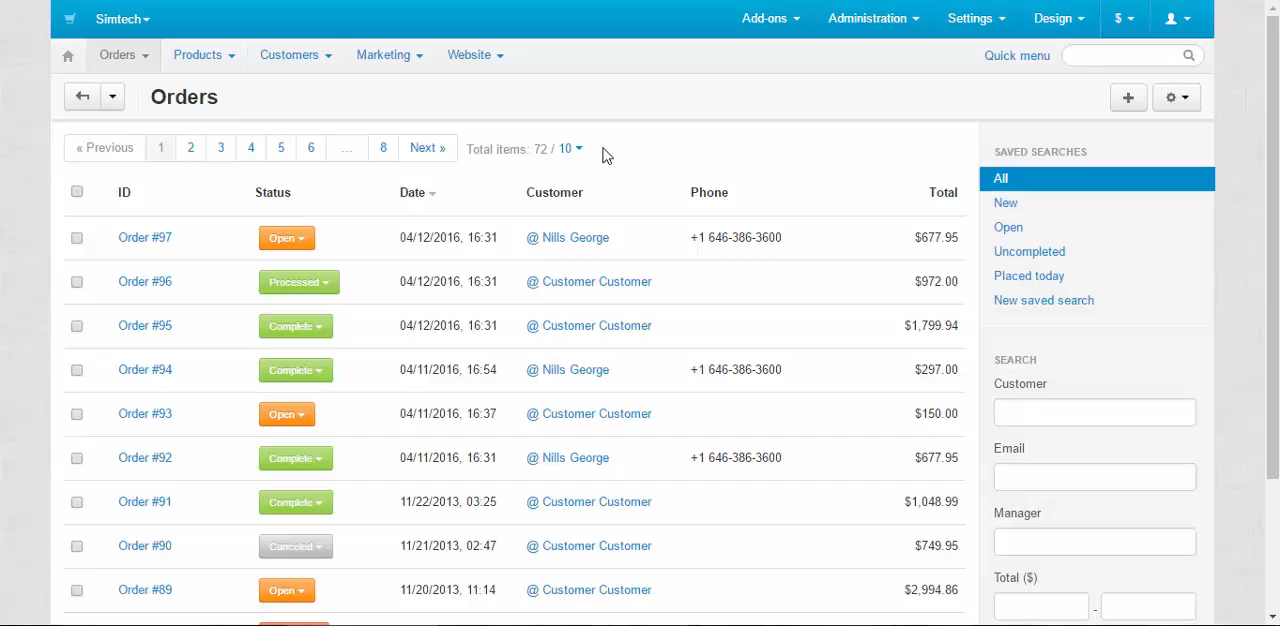 Simtech Add-ons Administration Settings Design $
Orders Products Customers Marketing Website Quick menu
Orders
« Previous 1 2 3 4 5 6 ... 8 Next » Total items: 72 / 10
ID Status Date Customer Phone Total
Order #97 Open 04/12/2016, 16:31 @ Nills George +1 646-386-3600 $677.95
Order #96 Processed 04/12/2016, 16:31 @ Customer Customer $972.00
Order #95 Complete 04/12/2016, 16:31 @ Customer Customer $1,799.94
Order #94 Complete 04/11/2016, 16:54 @ Nills George +1 646-386-3600 $297.00
Order #93 Open 04/11/2016, 16:37 @ Customer Customer $150.00
Order #92 Complete 04/11/2016, 16:31 @ Nills George +1 646-386-3600 $677.95
Order #91 Complete 11/22/2013, 03:25 @ Customer Customer $1,048.99
Order #90 Canceled 11/21/2013, 02:47 @ Customer Customer $749.95
Order #89 Open 11/20/2013, 11:14 @ Customer Customer $2,994.86
SAVED SEARCHES
All
New
Open
Uncompleted
Placed today
New saved search
SEARCH
Customer
Email
Manager
Total ($)
-